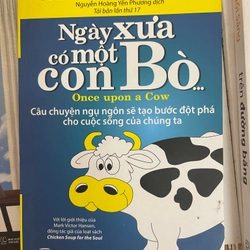 Nguyễn Hoàng Yến Phương dịch
Tái bản lần thứ 17
Ngày xưa
có một
con Bò...
Once upon a Cow
Câu chuyện ngụ ngôn sẽ tạo bước đột phá
cho cuộc sống của chúng ta
Với lời giới thiệu của
Mark Victor Hansen,
đồng tác giả của loạt sách
Chicken Soup for the Soul